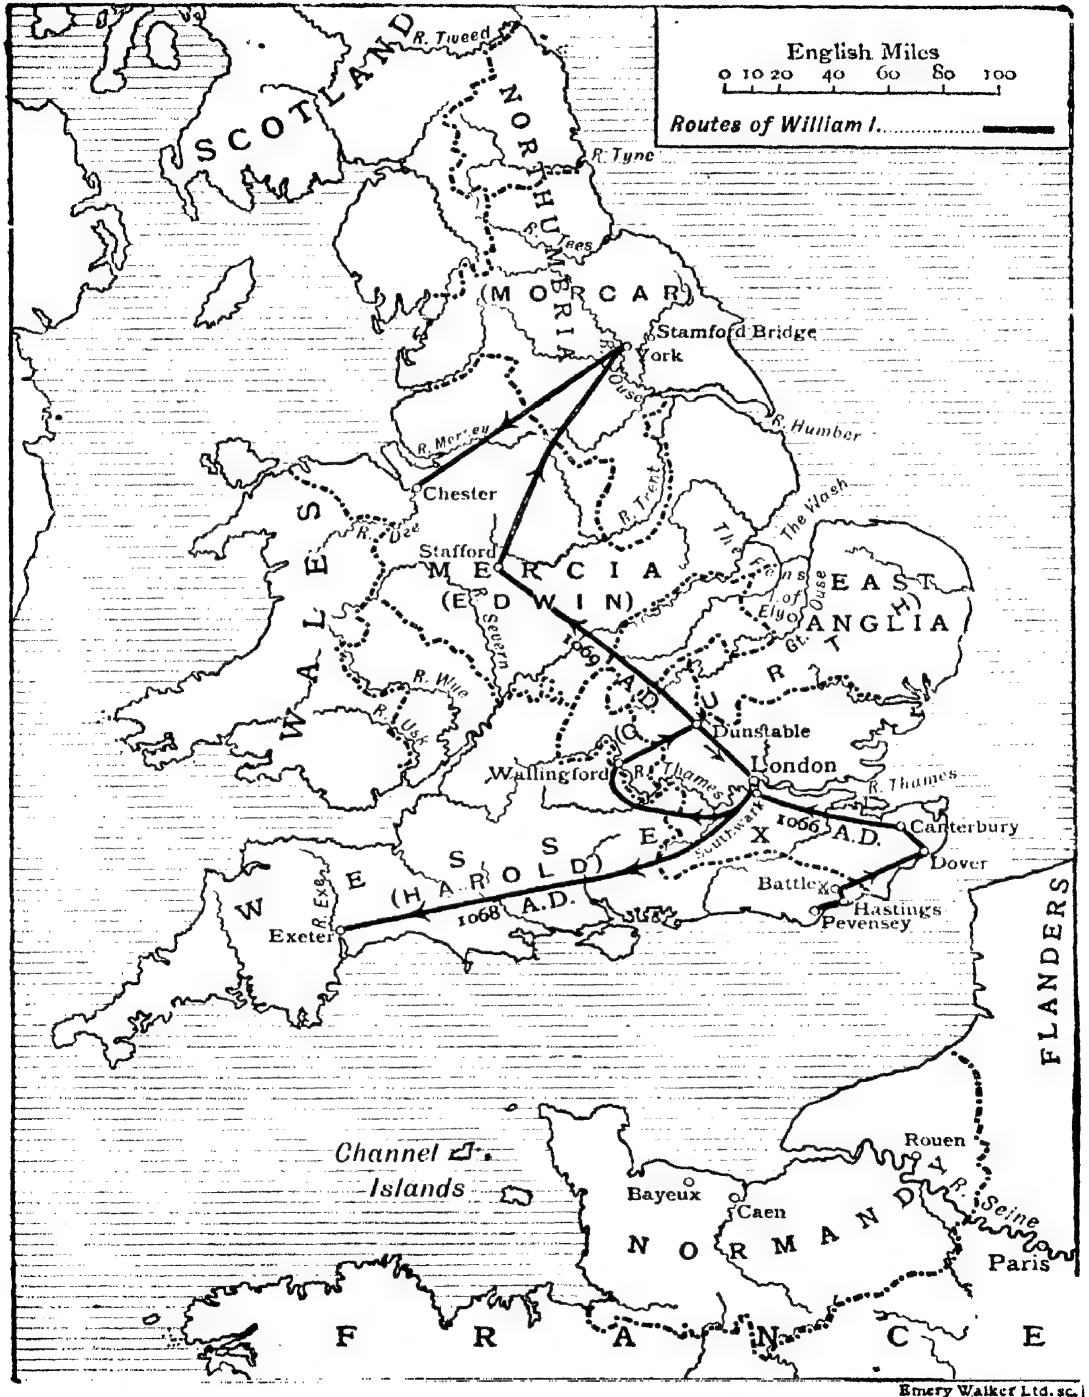 English Miles
0 10 20 40 60 80 100
Routes of William I.
R. Tweed
SCOTLAND
NORTHUMBRIA
R. Tyne
R. Tees
(MORCAR)
Stamford Bridge
York
R. Ouse
R. Humber
R. Mersey
Chester
R. Trent
The Wash
R. Dee
Stafford
The Fens
MERCIA
(EDWIN)
I. of Ely
Ouse
Gt.
EAST
ANGLIA
(GURTH)
WALES
R. Severn
1069 A.D.
R. Wye
R. Usk
Dunstable
London
Wallingford
R. Thames
R. Thames
Southwark
1066 A.D.
Canterbury
Dover
WESSEX
(HAROLD)
Battle
Hastings
Pevensey
1068 A.D.
R. Exe
Exeter
FLANDERS
Channel
Islands
Rouen
R. Seine
Bayeux
Caen
NORMANDY
Paris
FRANCE
Emery Walker Ltd. sc.